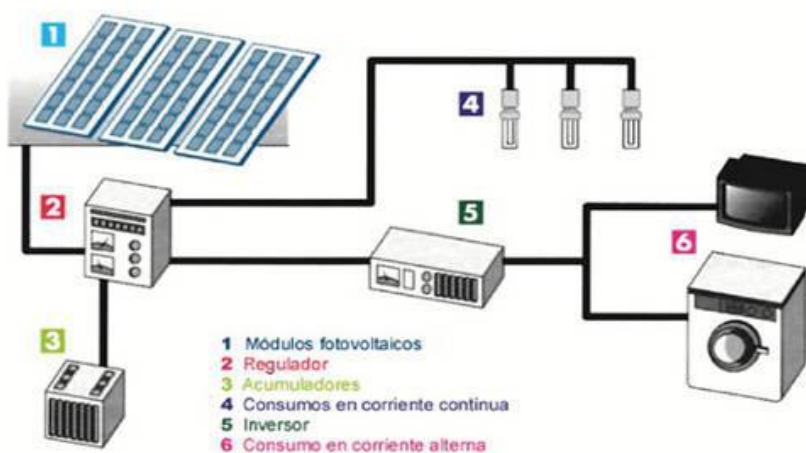 1
2
3
4
5
6
1 Módulos fotovoltaicos
2 Regulador
3 Acumuladores
4 Consumos en corriente continua
5 Inversor
6 Consumo en corriente alterna